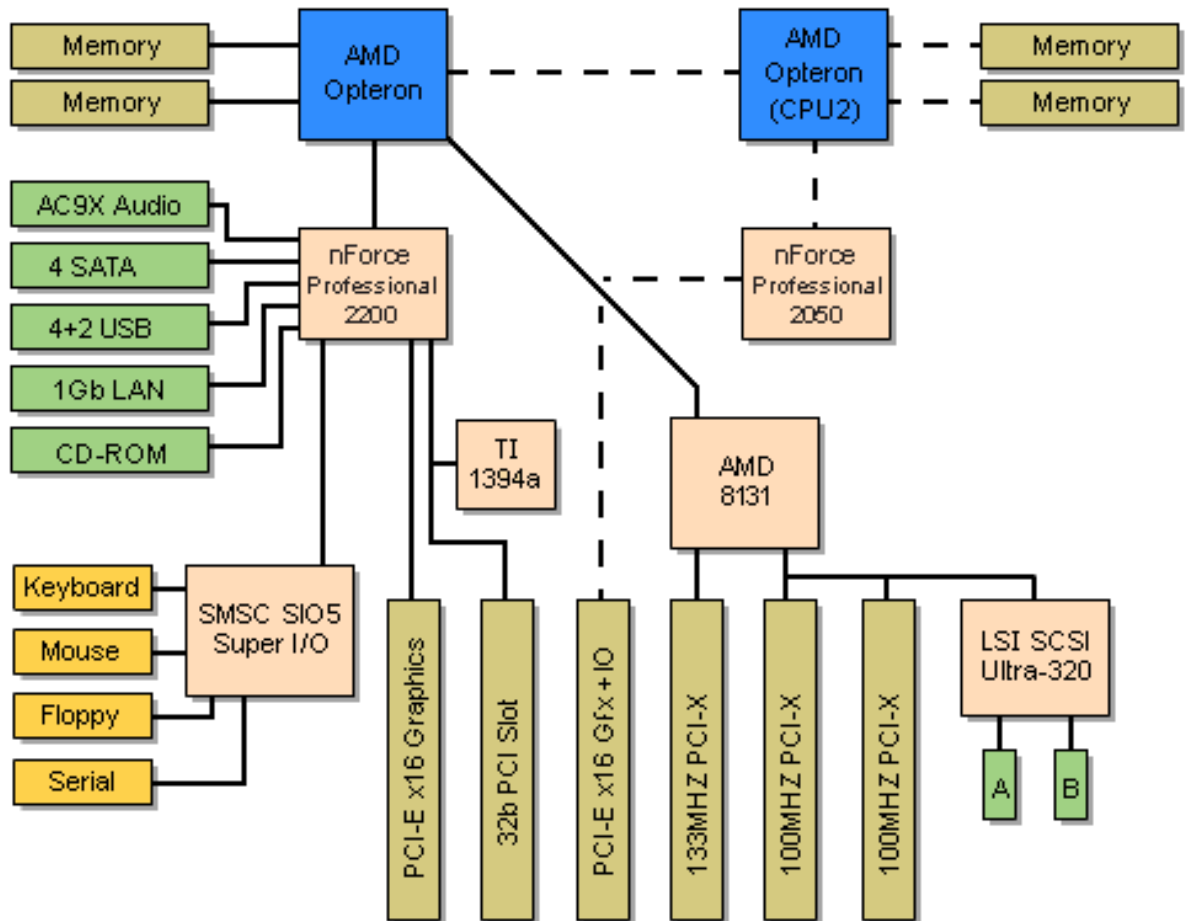 Memory
Memory
AMD
Opteron
AMD
Opteron
(CPU2)
Memory
Memory
AC9X Audio
4 SATA
4+2 USB
1Gb LAN
CD-ROM
nForce
Professional
2200
nForce
Professional
2050
TI
1394a
AMD
8131
Keyboard
Mouse
Floppy
Serial
SMSC SIO5
Super I/O
PCI-E x16 Graphics
32b PCI Slot
PCI-E x16 Gfx+IO
133MHZ PCI-X
100MHZ PCI-X
100MHZ PCI-X
LSI SCSI
Ultra-320
A
B